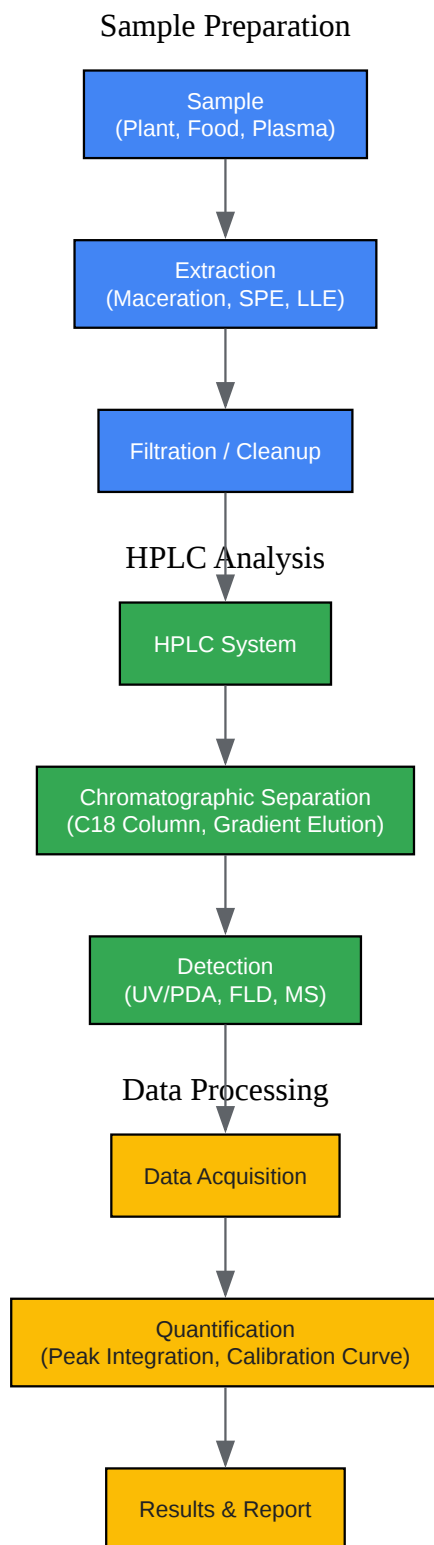 Sample Preparation
Sample
(Plant, Food, Plasma)
Extraction
(Maceration, SPE, LLE)
Filtration / Cleanup
HPLC Analysis
HPLC System
Chromatographic Separation
(C18 Column, Gradient Elution)
Detection
(UV/PDA, FLD, MS)
Data Processing
Data Acquisition
Quantification
(Peak Integration, Calibration Curve)
Results & Report